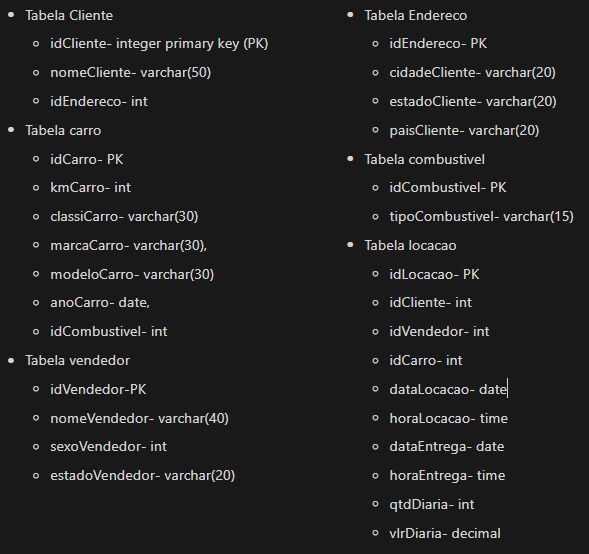 Tabela Cliente
idCliente- integer primary key (PK)
nomeCliente- varchar(50)
idEndereco- int
Tabela carro
idCarro- PK
kmCarro- int
classiCarro- varchar(30)
marcaCarro- varchar(30),
modeloCarro- varchar(30)
anoCarro- date,
idCombustivel- int
Tabela vendedor
idVendedor-PK
nomeVendedor- varchar(40)
sexoVendedor- int
estadoVendedor- varchar(20)
Tabela Endereco
idEndereco- PK
cidadeCliente- varchar(20)
estadoCliente- varchar(20)
paisCliente- varchar(20)
Tabela combustivel
idCombustivel- PK
tipoCombustivel- varchar(15)
Tabela locacao
idLocacao- PK
idCliente- int
idVendedor- int
idCarro- int
dataLocacao- date
horaLocacao- time
dataEntrega- date
horaEntrega- time
qtdDiaria- int
vlrDiaria- decimal